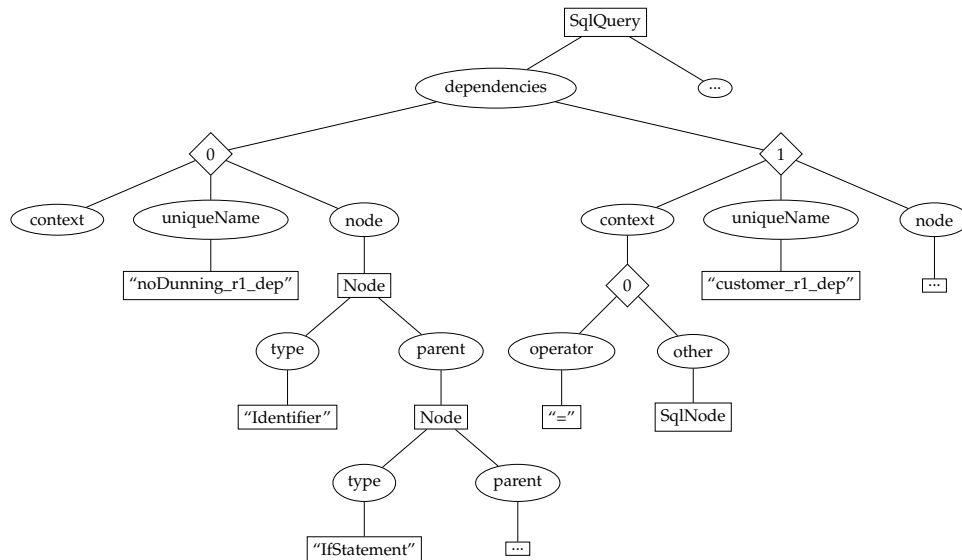 SqlQuery
dependencies
...
0
1
context
uniqueName
node
context
uniqueName
node
“noDunning_r1_dep”
Node
0
“customer_r1_dep”
...
type
parent
operator
other
“Identifier”
Node
“=”
SqlNode
type
parent
“IfStatement”
...